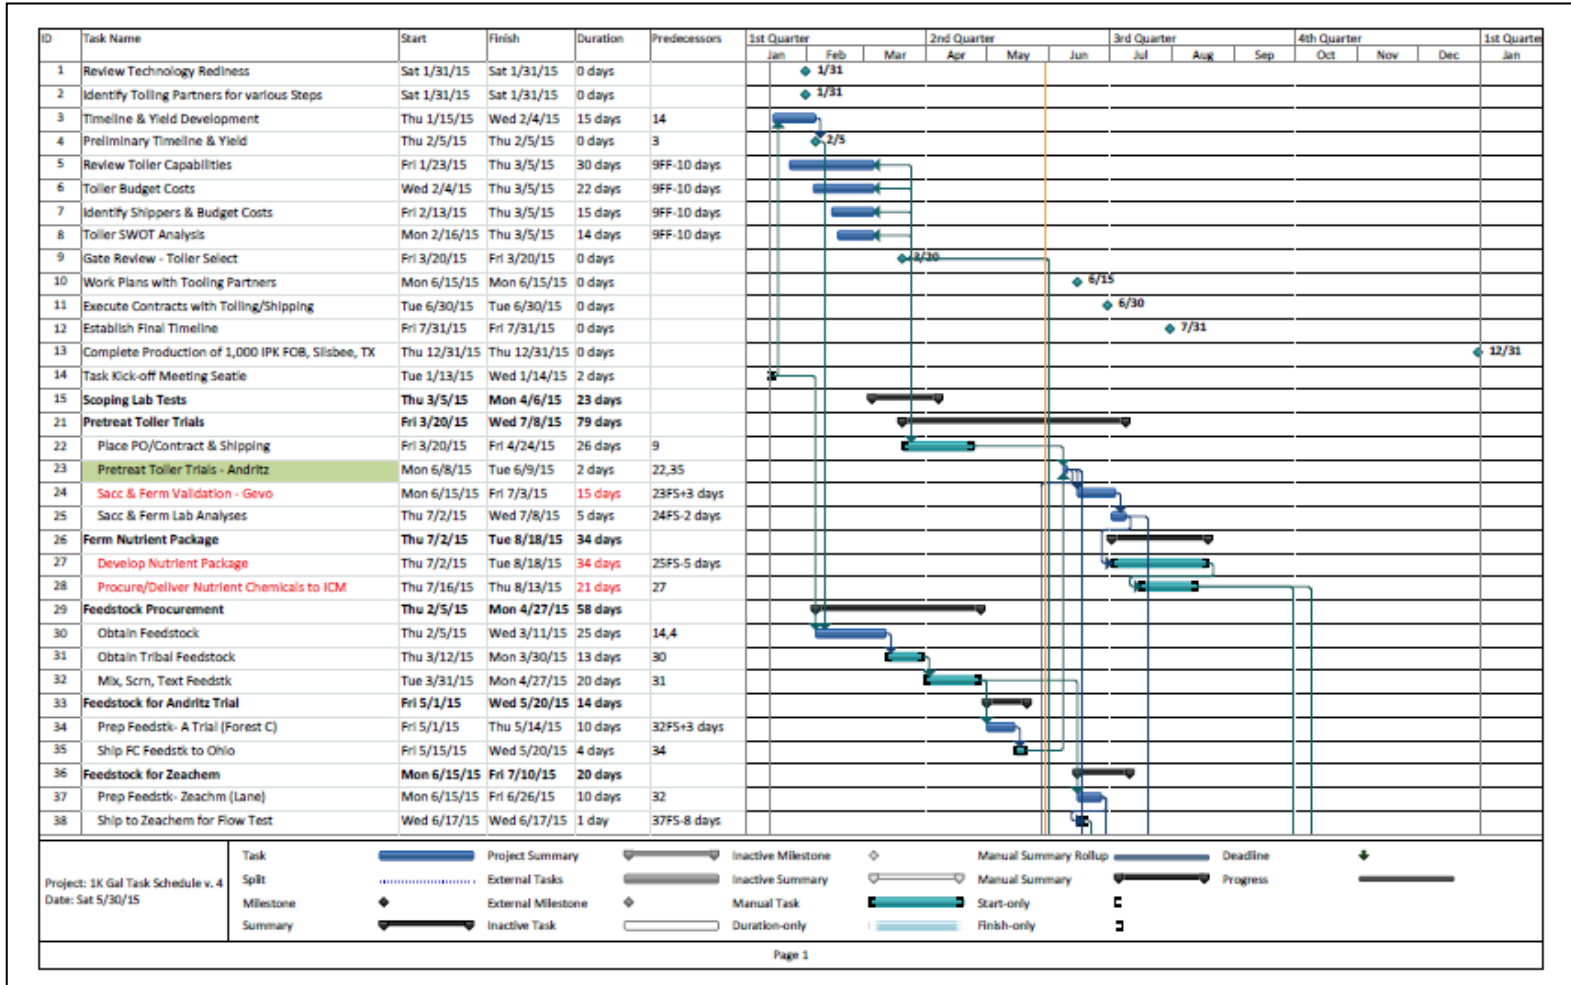 ID Task Name Start Finish Duration Predecessors 1st Quarter 2nd Quarter 3rd Quarter 4th Quarter 1st Quarte
Jan Feb Mar Apr May Jun Jul Aug Sep Oct Nov Dec Jan
1 Review Technology Rediness Sat 1/31/15 Sat 1/31/15 0 days 1/31
2 Identify Tolling Partners for various Steps Sat 1/31/15 Sat 1/31/15 0 days 1/31
3 Timeline & Yield Development Thu 1/15/15 Wed 2/4/15 15 days 14
4 Preliminary Timeline & Yield Thu 2/5/15 Thu 2/5/15 0 days 3 2/5
5 Review Toller Capabilities Fri 1/23/15 Thu 3/5/15 30 days 9FF-10 days
6 Toller Budget Costs Wed 2/4/15 Thu 3/5/15 22 days 9FF-10 days
7 Identify Shippers & Budget Costs Fri 2/13/15 Thu 3/5/15 15 days 9FF-10 days
8 Toller SWOT Analysis Mon 2/16/15 Thu 3/5/15 14 days 9FF-10 days
9 Gate Review - Toller Select Fri 3/20/15 Fri 3/20/15 0 days 3/20
10 Work Plans with Tooling Partners Mon 6/15/15 Mon 6/15/15 0 days 6/15
11 Execute Contracts with Tolling/Shipping Tue 6/30/15 Tue 6/30/15 0 days 6/30
12 Establish Final Timeline Fri 7/31/15 Fri 7/31/15 0 days 7/31
13 Complete Production of 1,000 IPK FOB, Silsbee, TX Thu 12/31/15 Thu 12/31/15 0 days 12/31
14 Task Kick-off Meeting Seatle Tue 1/13/15 Wed 1/14/15 2 days
15 Scoping Lab Tests Thu 3/5/15 Mon 4/6/15 23 days
21 Pretreat Toller Trials Fri 3/20/15 Wed 7/8/15 79 days
22 Place PO/Contract & Shipping Fri 3/20/15 Fri 4/24/15 26 days 9
23 Pretreat Toller Trials - Andritz Mon 6/8/15 Tue 6/9/15 2 days 22,35
24 Sacc & Ferm Validation - Gevo Mon 6/15/15 Fri 7/3/15 15 days 23FS+3 days
25 Sacc & Ferm Lab Analyses Thu 7/2/15 Wed 7/8/15 5 days 24FS-2 days
26 Ferm Nutrient Package Thu 7/2/15 Tue 8/18/15 34 days
27 Develop Nutrient Package Thu 7/2/15 Tue 8/18/15 34 days 25FS-5 days
28 Procure/Deliver Nutrient Chemicals to ICM Thu 7/16/15 Thu 8/13/15 21 days 27
29 Feedstock Procurement Thu 2/5/15 Mon 4/27/15 58 days
30 Obtain Feedstock Thu 2/5/15 Wed 3/11/15 25 days 14,4
31 Obtain Tribal Feedstock Thu 3/12/15 Mon 3/30/15 13 days 30
32 Mix, Scrn, Text Feedstk Tue 3/31/15 Mon 4/27/15 20 days 31
33 Feedstock for Andritz Trial Fri 5/1/15 Wed 5/20/15 14 days
34 Prep Feedstk- A Trial (Forest C) Fri 5/1/15 Thu 5/14/15 10 days 32FS+3 days
35 Ship FC Feedstk to Ohio Fri 5/15/15 Wed 5/20/15 4 days 34
36 Feedstock for Zeachem Mon 6/15/15 Fri 7/10/15 20 days
37 Prep Feedstk- Zeachm (Lane) Mon 6/15/15 Fri 6/26/15 10 days 32
38 Ship to Zeachem for Flow Test Wed 6/17/15 Wed 6/17/15 1 day 37FS-8 days
Project: 1K Gal Task Schedule v. 4
Date: Sat 5/30/15
Task Project Summary Inactive Milestone Manual Summary Rollup Deadline
Split External Tasks Inactive Summary Manual Summary Progress
Milestone External Milestone Manual Task Start-only
Summary Inactive Task Duration-only Finish-only
Page 1